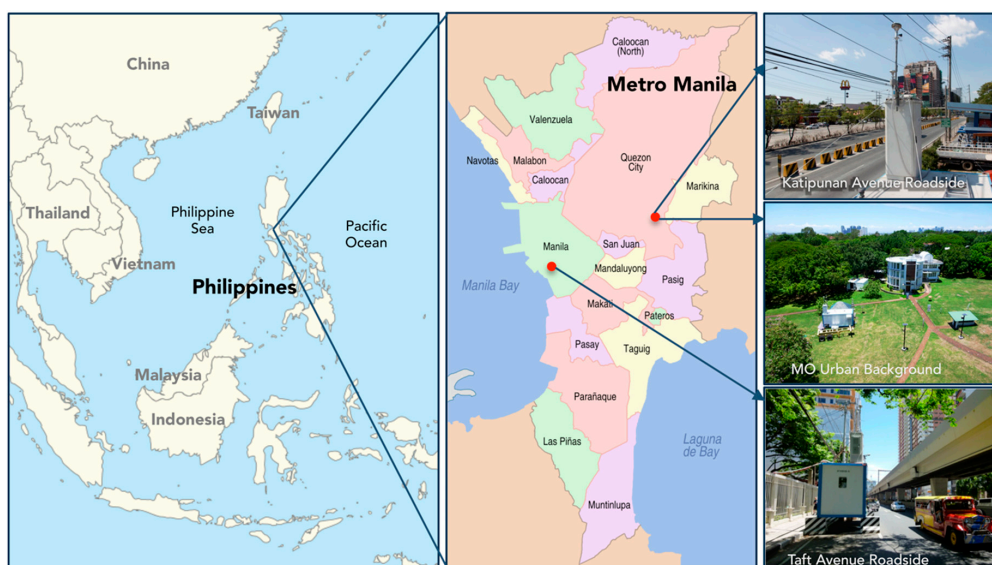 China
Taiwan
Thailand
Philippine
Sea
Pacific
Ocean
Vietnam
Philippines
Malaysia
Indonesia
Caloocan
(North)
Metro Manila
Valenzuela
Navotas
Malabon
Quezon
City
Caloocan
Marikina
Manila
San Juan
Mandaluyong
Manila Bay
Pasig
Makati
Pateros
Pasay
Taguig
Parañaque
Las Piñas
Laguna
de Bay
Muntinlupa
Katipunan Avenue Roadside
MO Urban Background
Taft Avenue Roadside